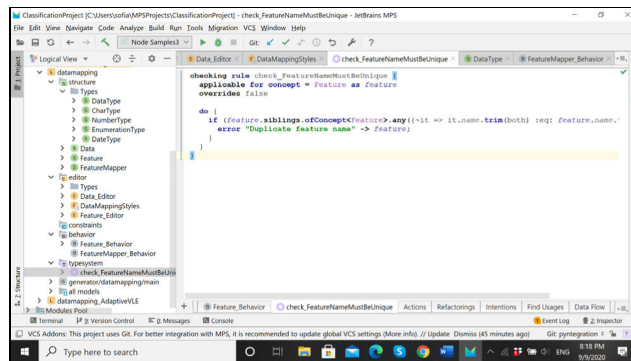 ClassificationProject [C:\Users\sofia\MPSProjects\ClassificationProject] - check_FeatureNameMustBeUnique - JetBrains MPS
File Edit View Navigate Code Analyze Build Run Tools Migration VCS Window Help
Node Samples3 Git:
1: Project
Logical View
Data_Editor DataMappingStyles check_FeatureNameMustBeUnique DataType FeatureMapper_Behavior
datamapping
structure
Types
DataType
CharType
NumberType
EnumerationType
DateType
Data
Feature
FeatureMapper
editor
Types
Data_Editor
DataMappingStyles
Feature_Editor
constraints
behavior
Feature_Behavior
FeatureMapper_Behavior
typesystem
check_FeatureNameMustBeUni
generator/datamapping/main
all models
datamapping_AdaptiveVLE
Modules Pool
checking rule check_FeatureNameMustBeUnique {
applicable for concept = Feature as feature
overrides false
do {
if (feature.siblings.ofConcept<Feature>.any({~it => it.name.trim(both) :eq: feature.name.
error "Duplicate feature name" -> feature;
}
}
}
2: Structure
+ Feature_Behavior check_FeatureNameMustBeUnique Actions Refactorings Intentions Find Usages Data Flow
Terminal 9: Version Control 0: Messages Console Event Log 2: Inspector
VCS Addons: This project uses Git. For better integration with MPS, it is recommended to update global VCS settings (More info). // Update Dismiss (45 minutes ago) Git: pyntegration
Type here to search
ENG
8:18 PM
9/9/2020